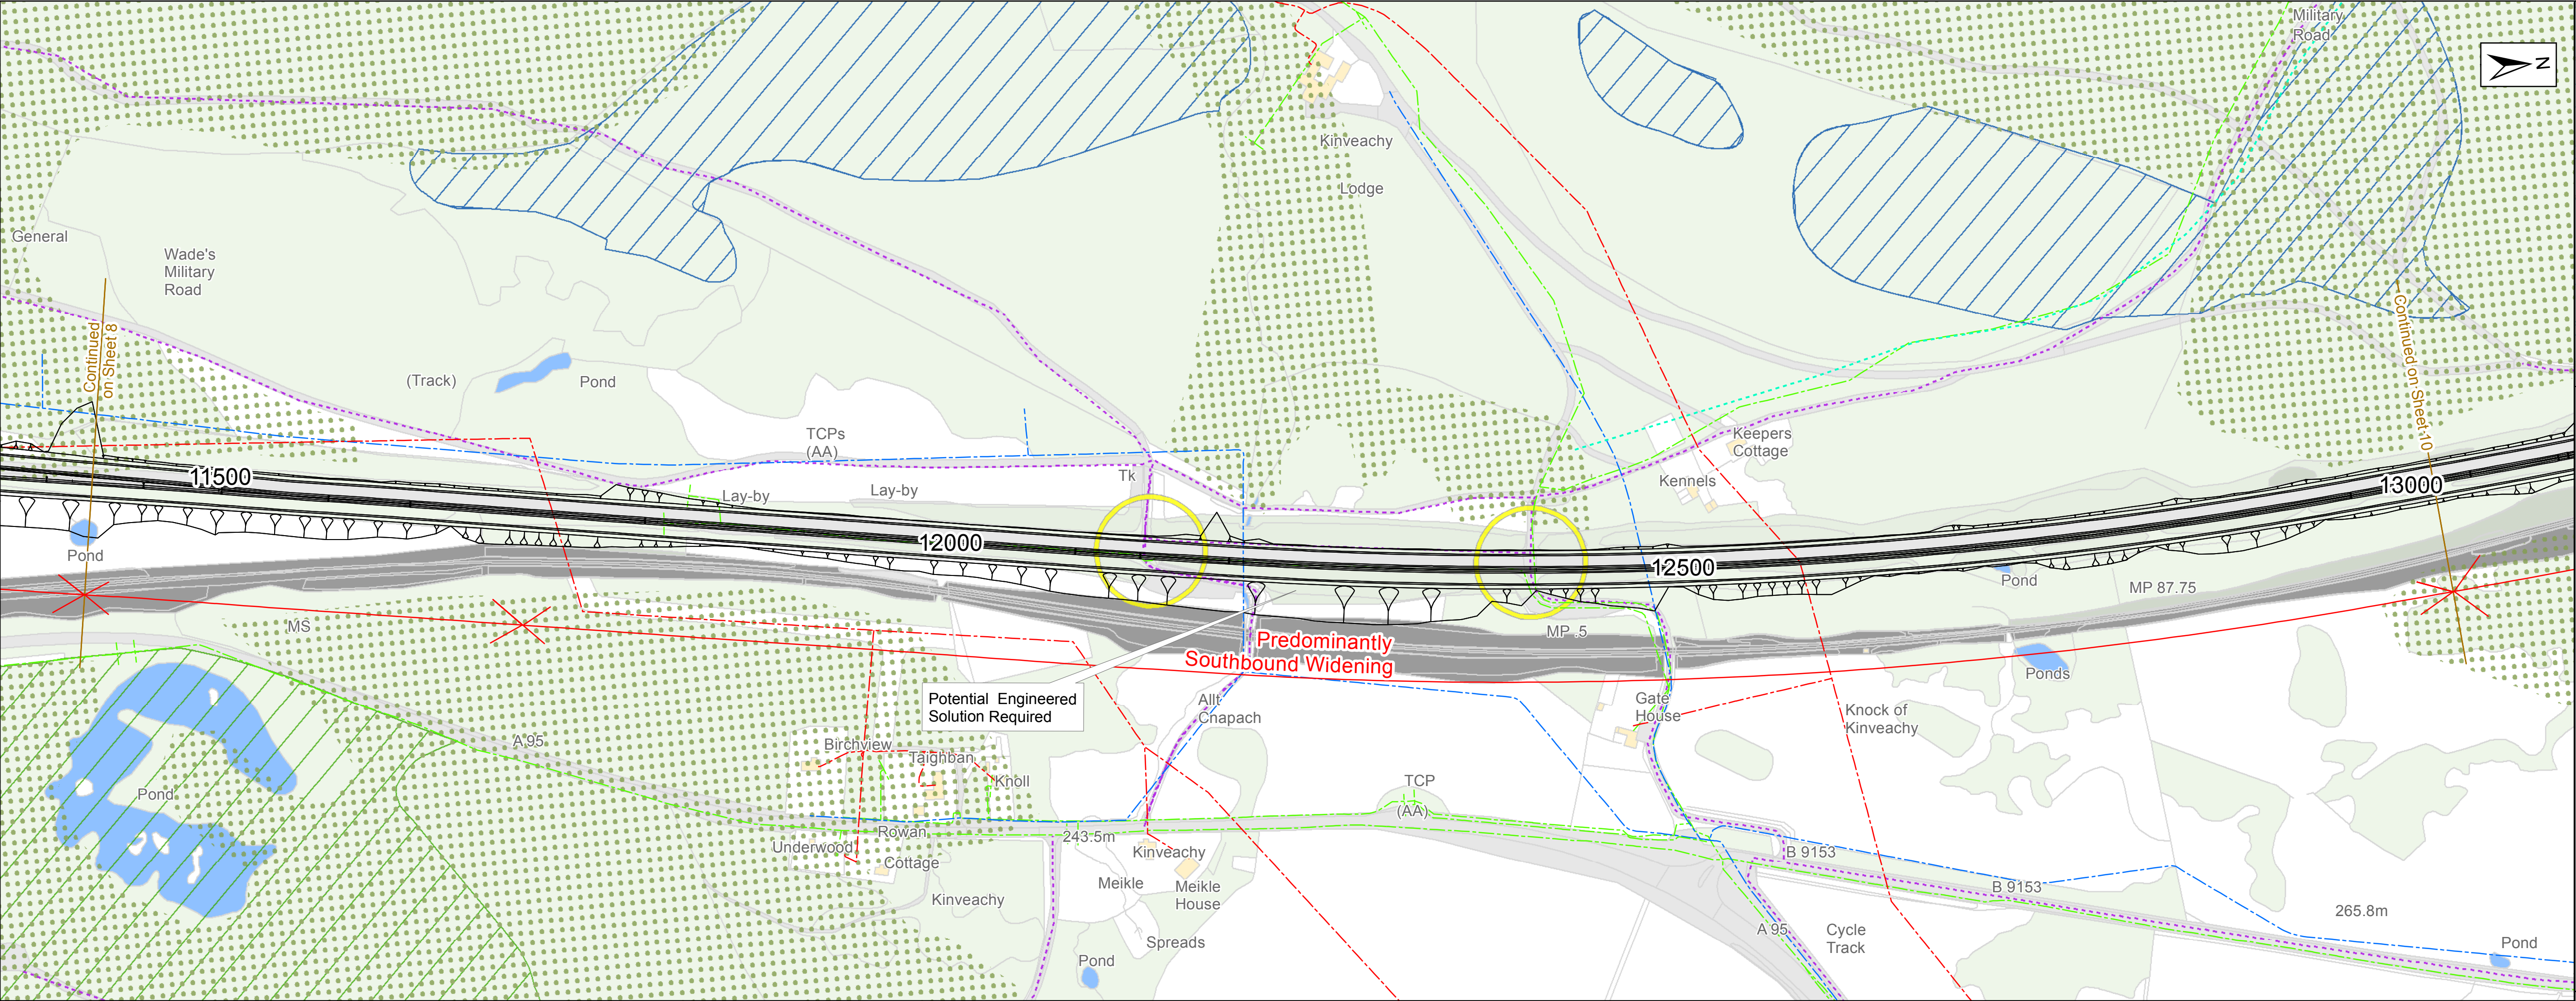 Military
Road
N
Kinveachy
Lodge
General
Wade's
Military
Road
Continued
on Sheet 8
Continued on Sheet 10
(Track)
Pond
TCPs
(AA)
Keepers
Cottage
Tk
Kennels
11500
Lay-by
Lay-by
13000
12000
12500
Pond
Pond
MP 87.75
MS
MP .5
Predominantly
Southbound Widening
Ponds
Potential Engineered
Solution Required
Allt
Cnapach
Gate
House
Knock of
Kinveachy
A 95
Birchview
Taighban
Knoll
TCP
(AA)
Pond
Rowan
Cottage
Underwood
243.5m
Kinveachy
B 9153
Meikle
Meikle
House
B 9153
Kinveachy
265.8m
Spreads
A 95
Cycle
Track
Pond
Pond